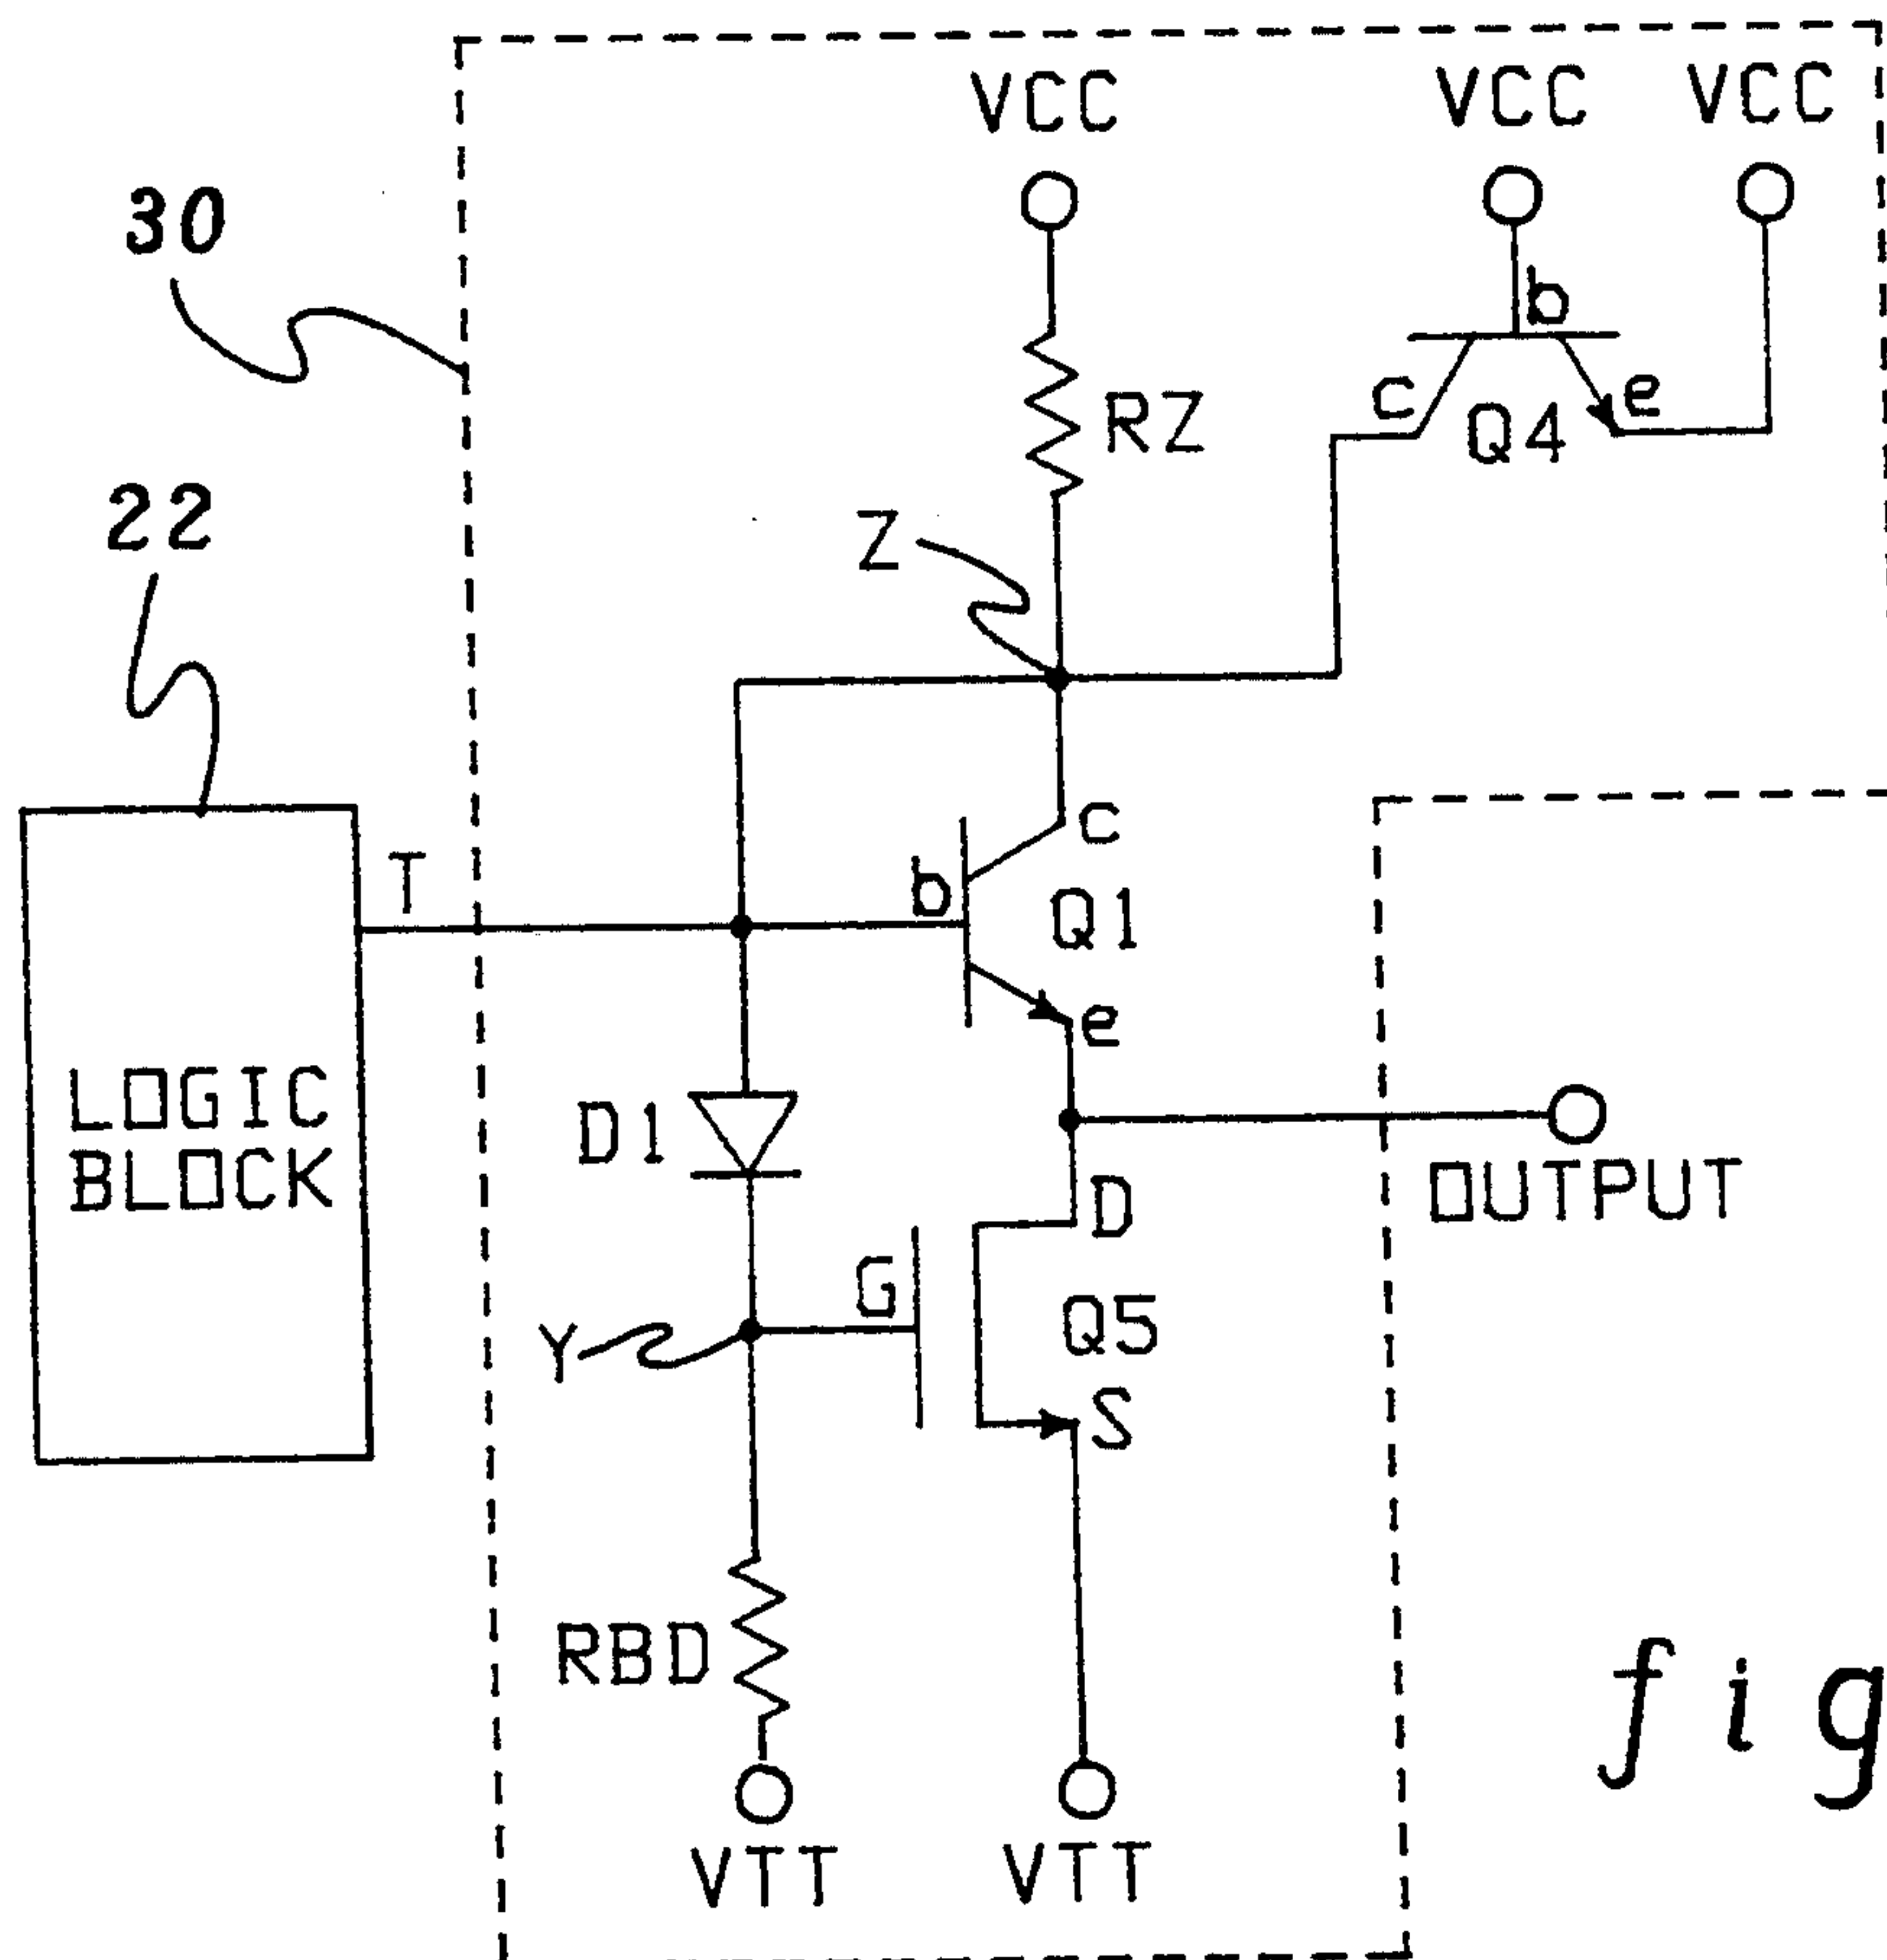 VCC VCC VCC
30
b
c e
RZ Q4
22
Z
c
T b Q1
e
LOGIC
BLOCK
D1
D
OUTPUT
G
Y Q5
S
RBD
fig
VTT VTT